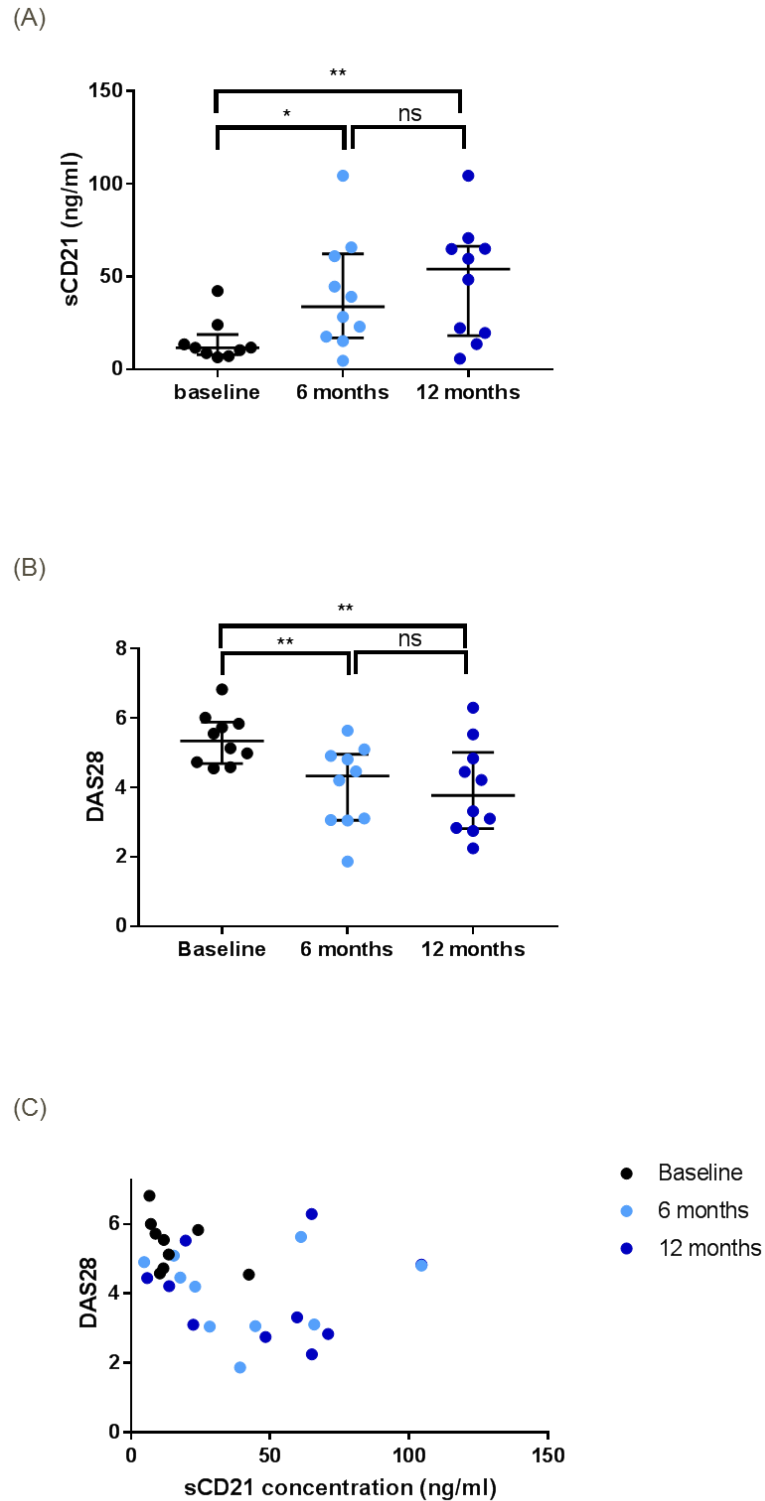 (A)
**
150
*
ns
100
sCD21 (ng/ml)
50
0
baseline 6 months 12 months
(B)
**
8
**
ns
6
DAS28
4
2
0
Baseline 6 months 12 months
(C)
Baseline
6 months
12 months
6
DAS28
4
2
0
0 50 100 150
sCD21 concentration (ng/ml)